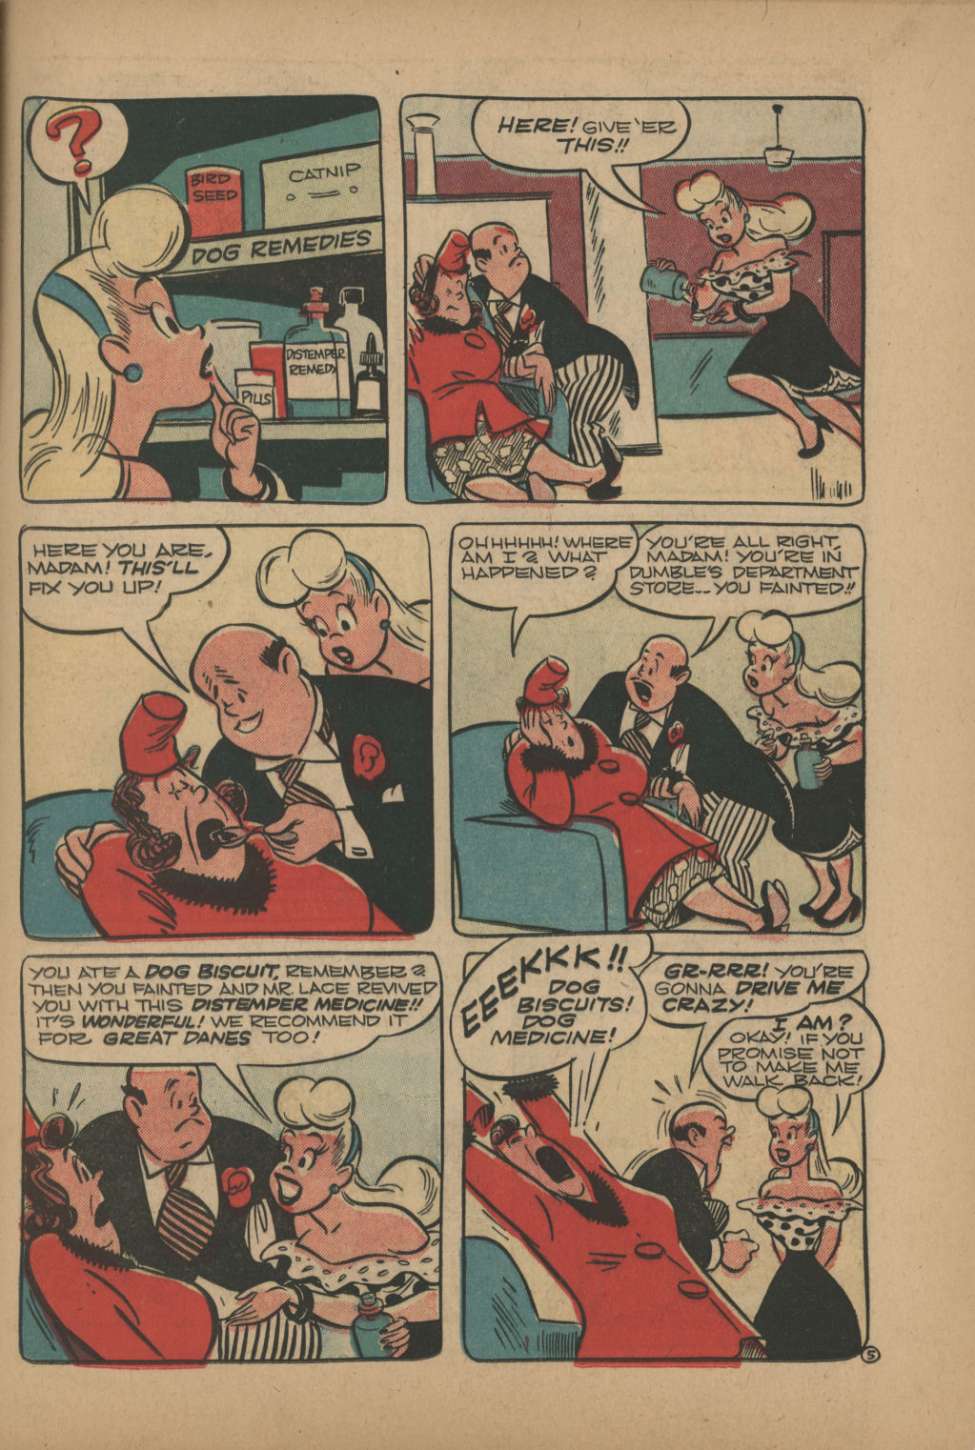 ?
BIRD
SEED
CATNIP
DOG REMEDIES
DISTEMPER
REMEDY
PILLS
HERE! GIVE 'ER
THIS!!
HERE YOU ARE,
MADAM! THIS'LL
FIX YOU UP!
OHHHHHH! WHERE
AM I? WHAT
HAPPENED?
YOU'RE ALL RIGHT,
MADAM! YOU'RE IN
DUMBLE'S DEPARTMENT
STORE-- YOU FAINTED!!
YOU ATE A DOG BISCUIT, REMEMBER?
THEN YOU FAINTED AND MR. LACE REVIVED
YOU WITH THIS DISTEMPER MEDICINE!!
IT'S WONDERFUL! WE RECOMMEND IT
FOR GREAT DANES TOO!
EEEEKKKK!!
DOG
BISCUITS!
DOG
MEDICINE!
GR-RRR! YOU'RE
GONNA DRIVE ME
CRAZY!
I AM?
OKAY! IF YOU
PROMISE NOT
TO MAKE ME
WALK BACK!
5